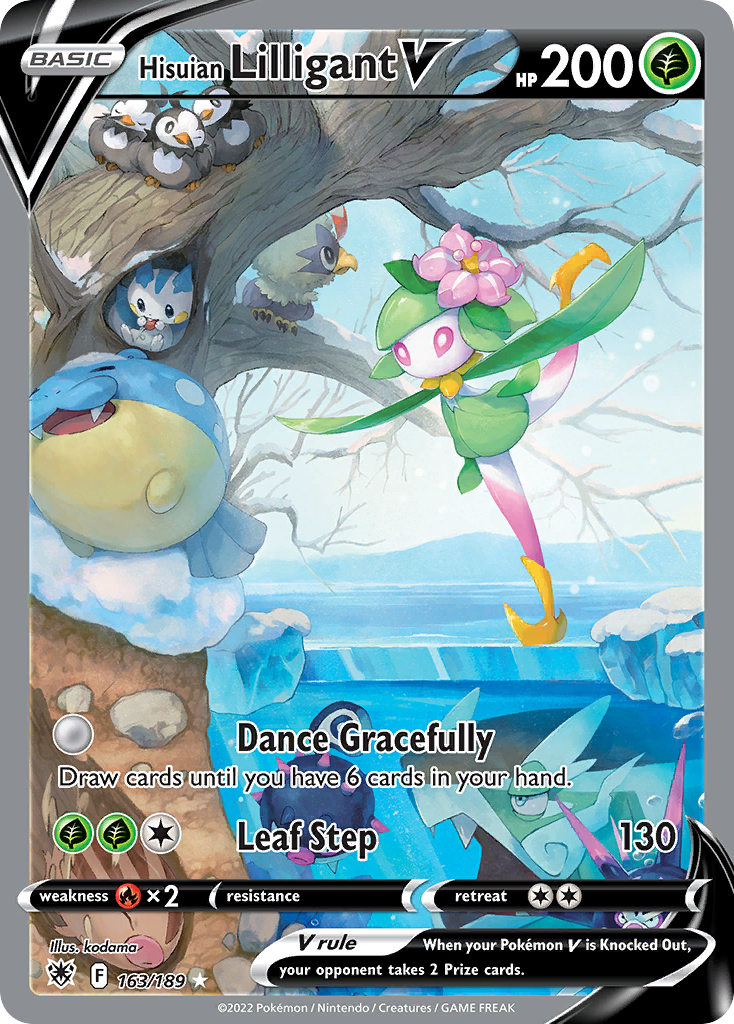 BASIC
Hisuian Lilligant V HP 200
Dance Gracefully
Draw cards until you have 6 cards in your hand.
Leaf Step 130
weakness ×2 resistance retreat
Illus. kodama
V rule When your Pokémon V is Knocked Out,
your opponent takes 2 Prize cards.
F 163/189
©2022 Pokémon / Nintendo / Creatures / GAME FREAK